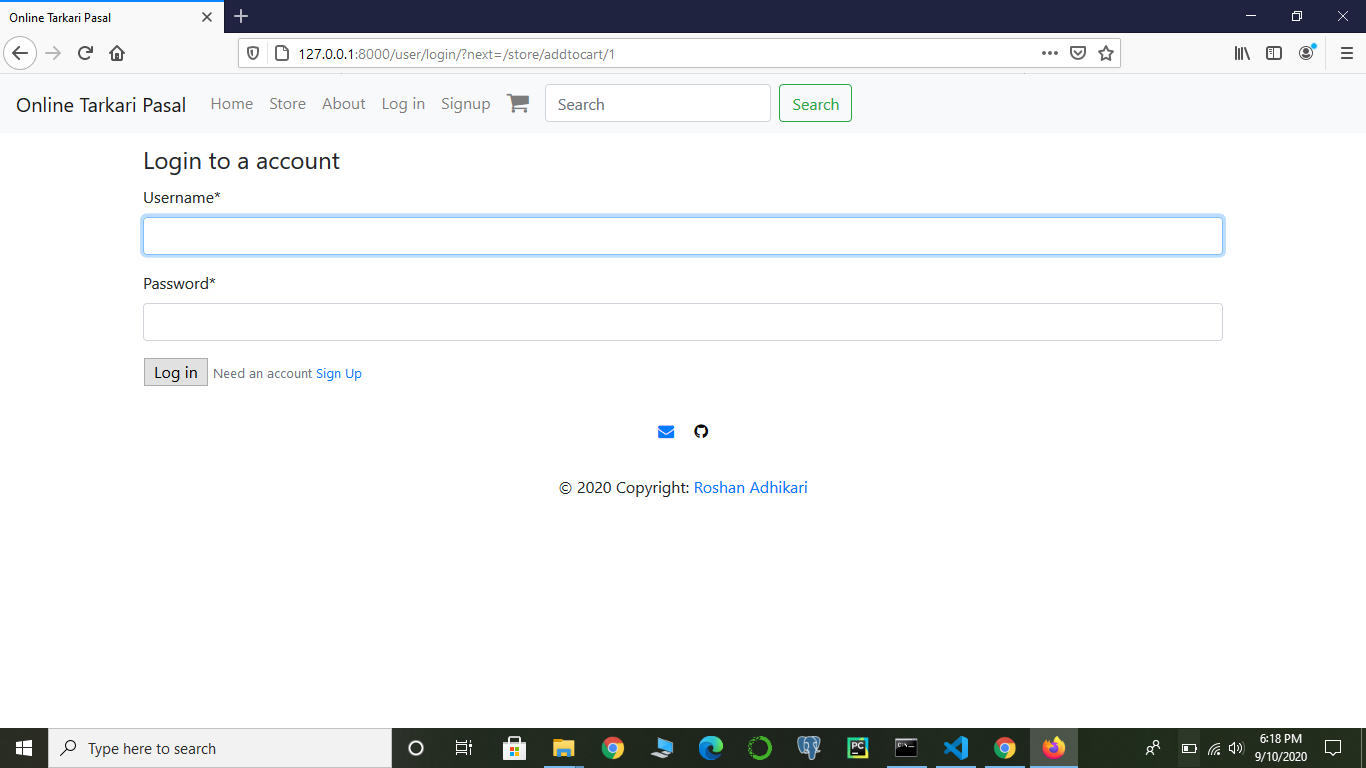 Online Tarkari Pasal
127.0.0.1:8000/user/login/?next=/store/addtocart/1
Online Tarkari Pasal Home Store About Log in Signup Search Search
Login to a account
Username*
Password*
Log in Need an account Sign Up
© 2020 Copyright: Roshan Adhikari
Type here to search
PC
6:18 PM
9/10/2020